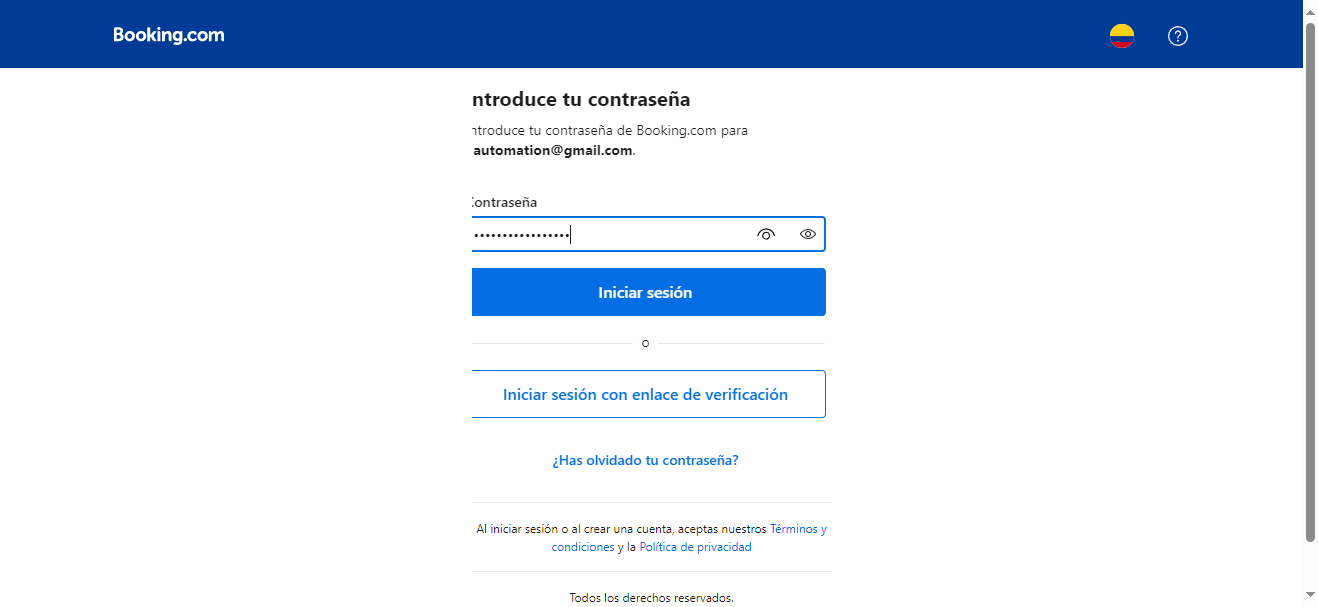 Booking.com
ntroduce tu contraseña
ntroduce tu contraseña de Booking.com para
automation@gmail.com.
Contraseña
•••••••••••••••••
Iniciar sesión
o
Iniciar sesión con enlace de verificación
¿Has olvidado tu contraseña?
Al iniciar sesión o al crear una cuenta, aceptas nuestros Términos y
condiciones y la Política de privacidad
Todos los derechos reservados.